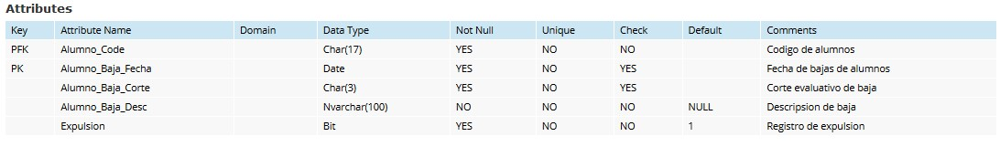 Attributes
Key Attribute Name Domain Data Type Not Null Unique Check Default Comments
PFK Alumno_Code Char(17) YES NO NO Codigo de alumnos
PK Alumno_Baja_Fecha Date YES NO YES Fecha de bajas de alumnos
Alumno_Baja_Corte Char(3) YES NO YES Corte evaluativo de baja
Alumno_Baja_Desc Nvarchar(100) NO NO NO NULL Descripsion de baja
Expulsion Bit YES NO NO 1 Registro de expulsion